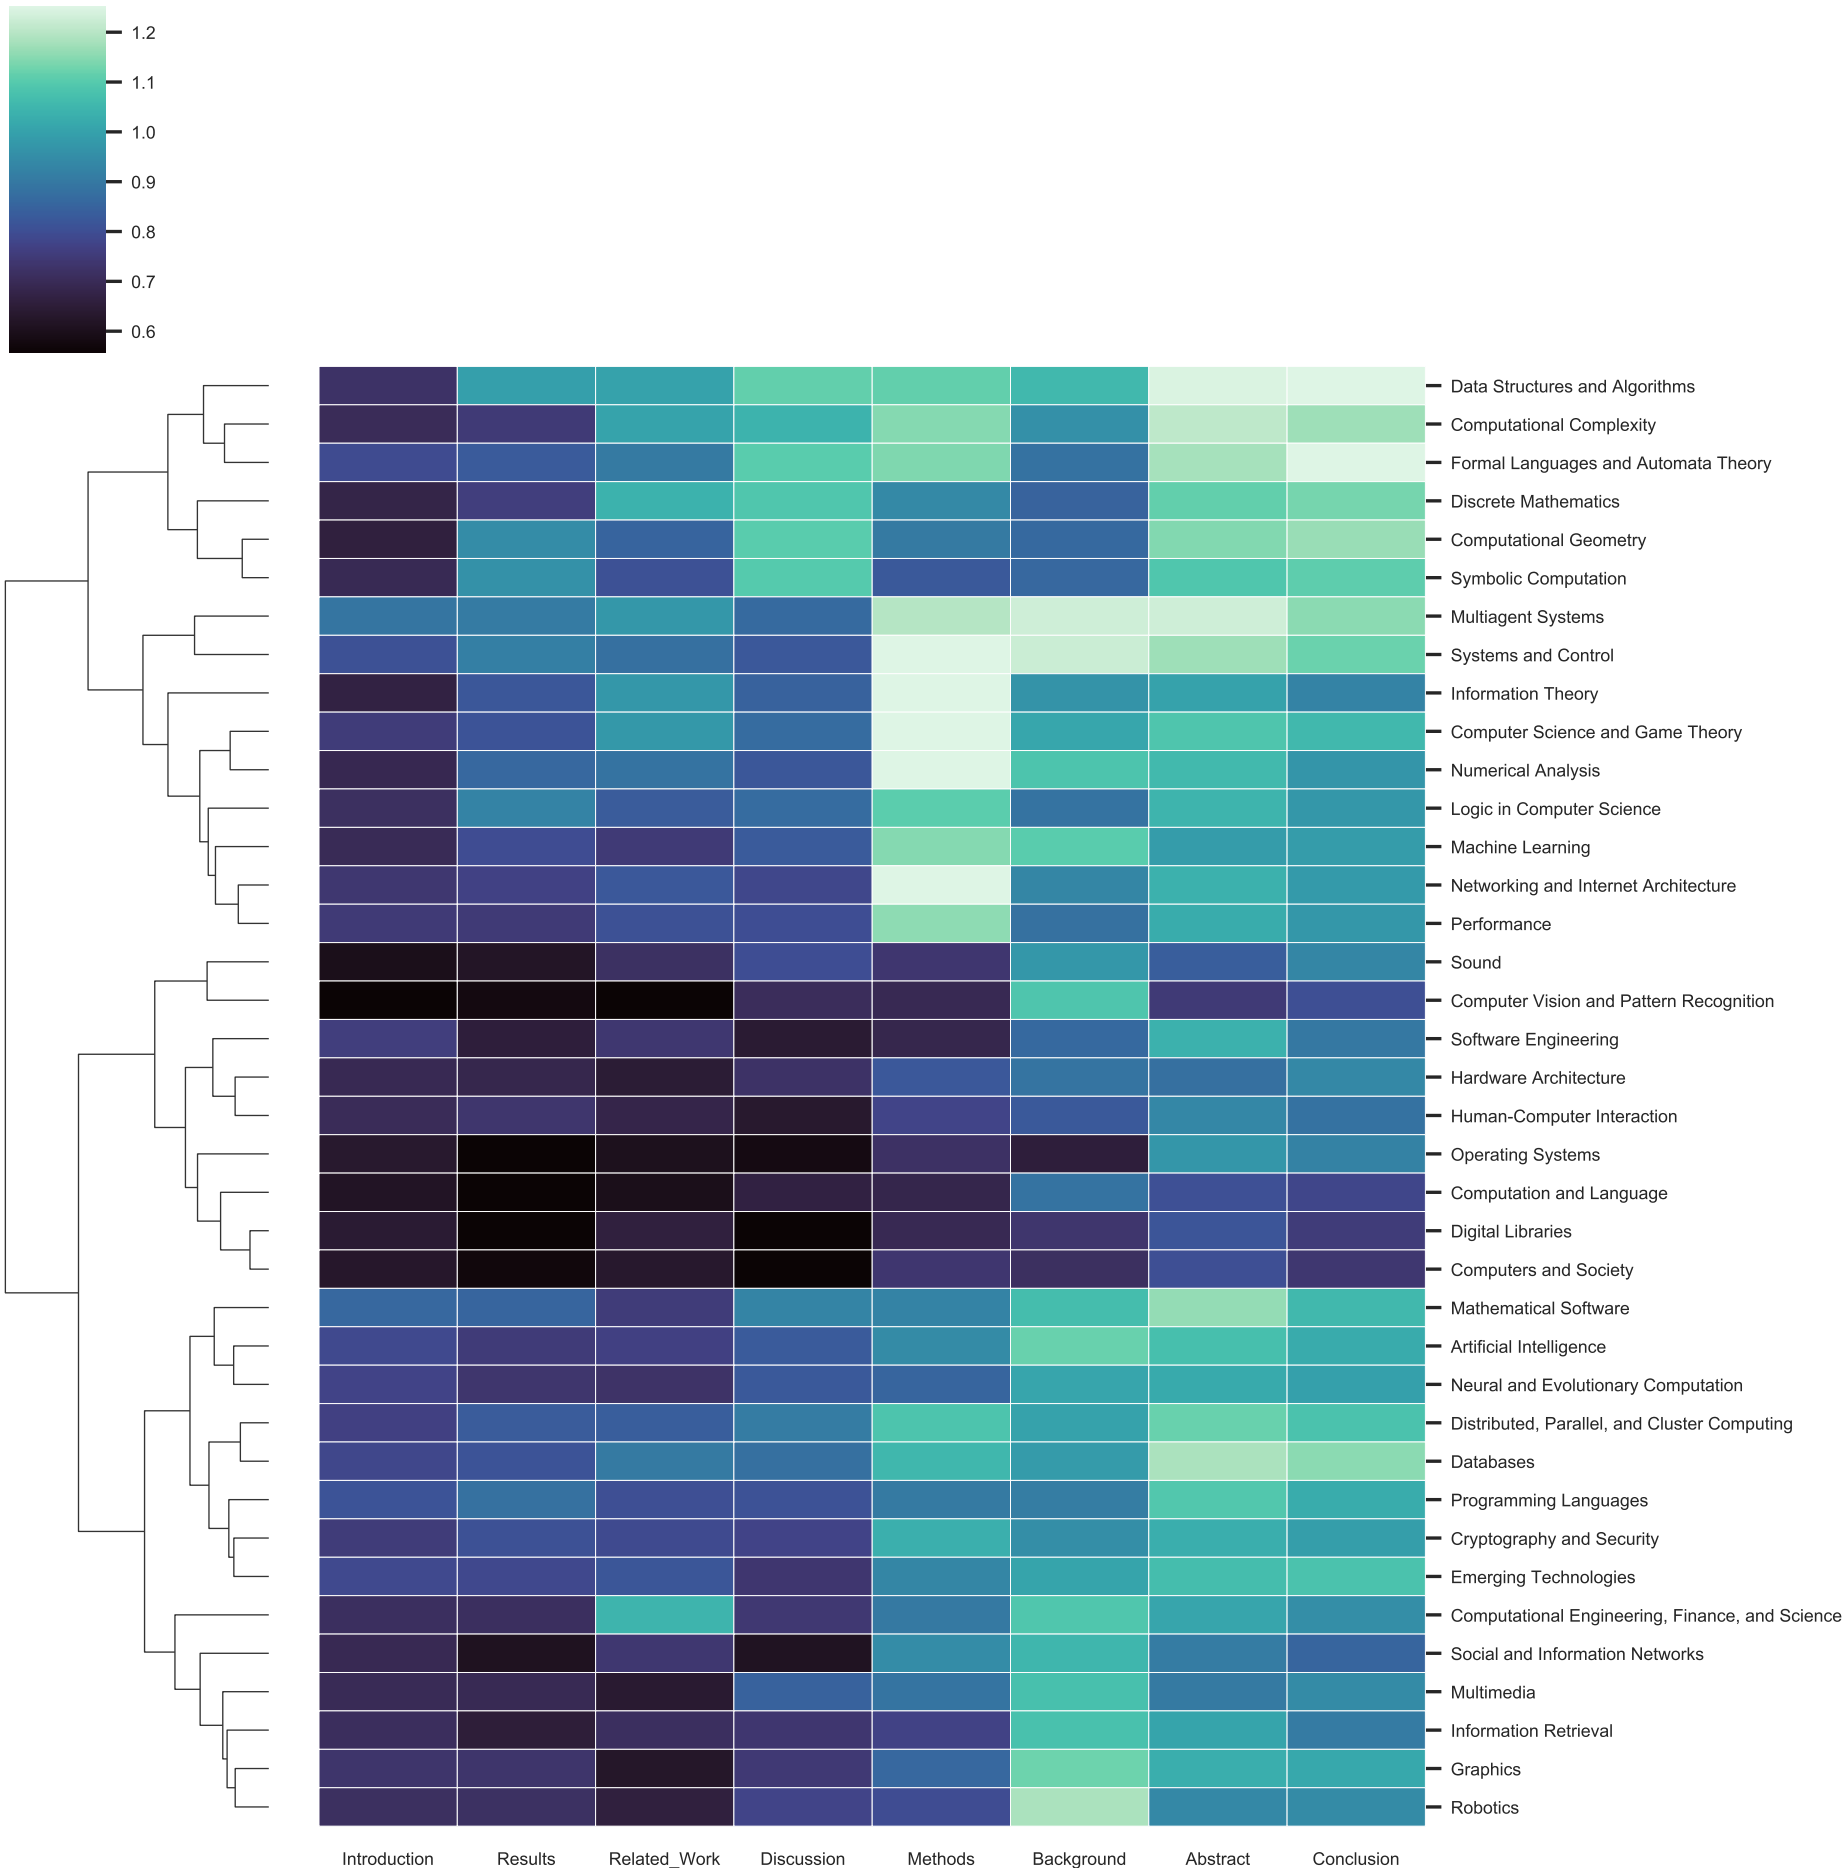 1.2
1.1
1.0
0.9
0.8
0.7
0.6
Data Structures and Algorithms
Computational Complexity
Formal Languages and Automata Theory
Discrete Mathematics
Computational Geometry
Symbolic Computation
Multiagent Systems
Systems and Control
Information Theory
Computer Science and Game Theory
Numerical Analysis
Logic in Computer Science
Machine Learning
Networking and Internet Architecture
Performance
Sound
Computer Vision and Pattern Recognition
Software Engineering
Hardware Architecture
Human-Computer Interaction
Operating Systems
Computation and Language
Digital Libraries
Computers and Society
Mathematical Software
Artificial Intelligence
Neural and Evolutionary Computation
Distributed, Parallel, and Cluster Computing
Databases
Programming Languages
Cryptography and Security
Emerging Technologies
Computational Engineering, Finance, and Science
Social and Information Networks
Multimedia
Information Retrieval
Graphics
Robotics
Introduction Results Related_Work Discussion Methods Background Abstract Conclusion